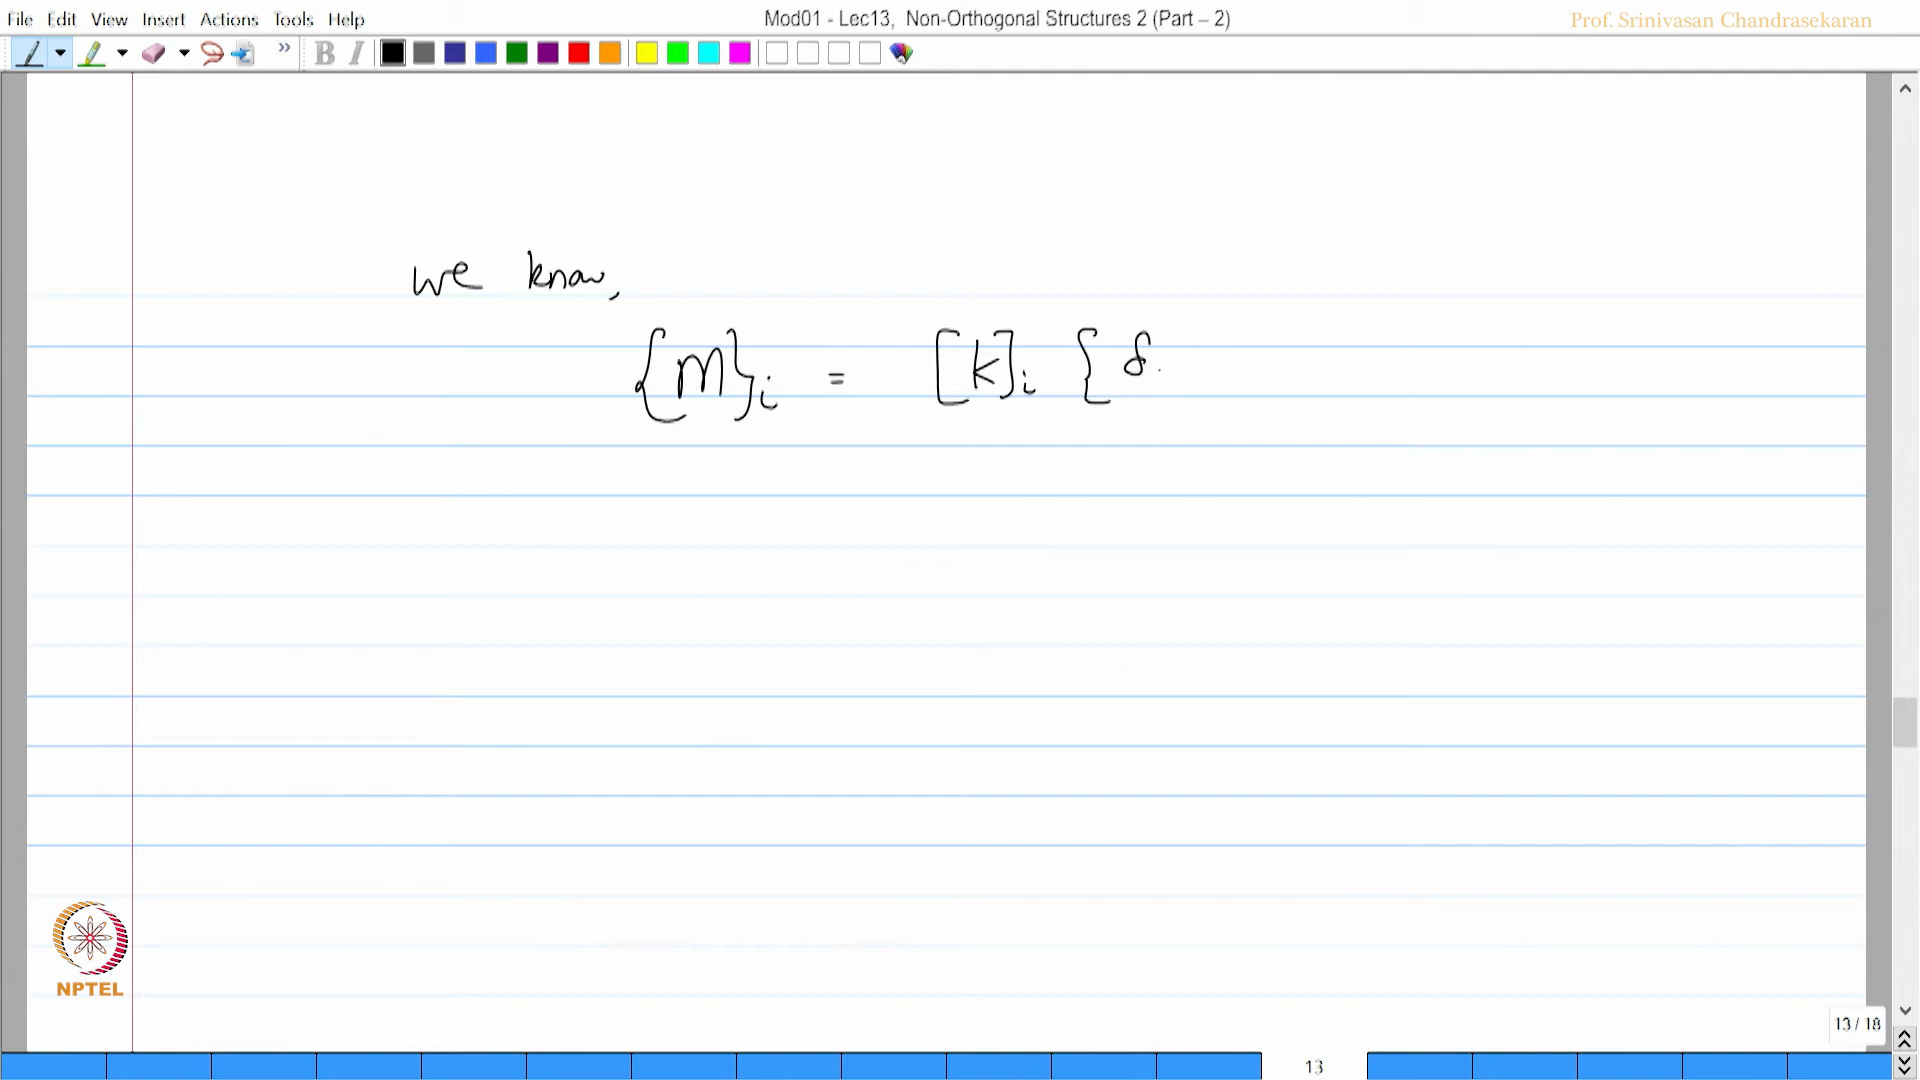 File Edit View Insert Actions Tools Help
Mod01 - Lec13, Non-Orthogonal Structures 2 (Part – 2)
Prof. Srinivasan Chandrasekaran
» B I
we know,
{M}i = [k]i {δ
NPTEL
13 / 18
13